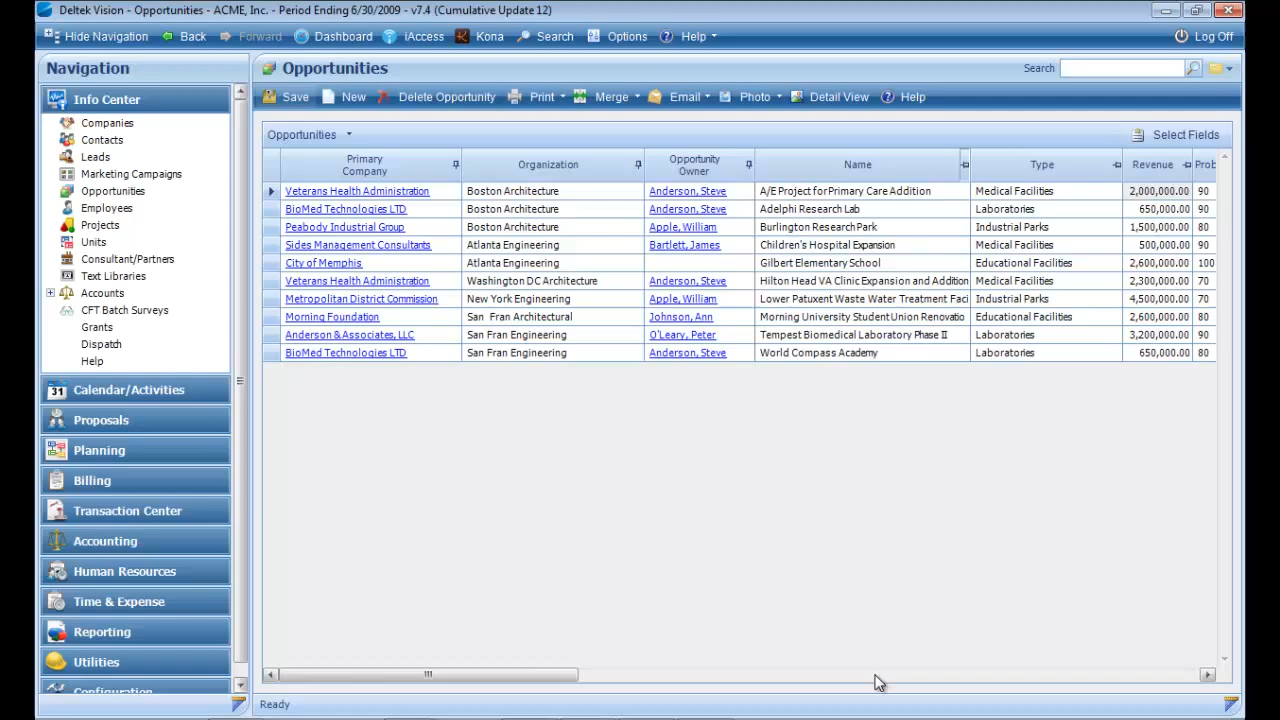 Deltek Vision - Opportunities - ACME, Inc. - Period Ending 6/30/2009 - v7.4 (Cumulative Update 12)
Hide Navigation Back Forward Dashboard iAccess Kona Search Options Help Log Off
Navigation
Info Center
Companies
Contacts
Leads
Marketing Campaigns
Opportunities
Employees
Projects
Units
Consultant/Partners
Text Libraries
Accounts
CFT Batch Surveys
Grants
Dispatch
Help
31 Calendar/Activities
Proposals
Planning
Billing
Transaction Center
Accounting
Human Resources
Time & Expense
Reporting
Utilities
Configuration
Opportunities
Search
Save New Delete Opportunity Print Merge Email Photo Detail View Help
Opportunities Select Fields
Primary Company Organization Opportunity Owner Name Type Revenue Prob
Veterans Health Administration Boston Architecture Anderson, Steve A/E Project for Primary Care Addition Medical Facilities 2,000,000.00 90
BioMed Technologies LTD Boston Architecture Anderson, Steve Adelphi Research Lab Laboratories 650,000.00 90
Peabody Industrial Group Boston Architecture Apple, William Burlington Research Park Industrial Parks 1,500,000.00 80
Sides Management Consultants Atlanta Engineering Bartlett, James Children's Hospital Expansion Medical Facilities 500,000.00 90
City of Memphis Atlanta Engineering Gilbert Elementary School Educational Facilities 2,600,000.00 100
Veterans Health Administration Washington DC Architecture Anderson, Steve Hilton Head VA Clinic Expansion and Addition Medical Facilities 2,300,000.00 70
Metropolitan District Commission New York Engineering Apple, William Lower Patuxent Waste Water Treatment Faci Industrial Parks 4,500,000.00 70
Morning Foundation San Fran Architectural Johnson, Ann Morning University Student Union Renovatio Educational Facilities 2,600,000.00 80
Anderson & Associates, LLC San Fran Engineering O'Leary, Peter Tempest Biomedical Laboratory Phase II Laboratories 3,200,000.00 90
BioMed Technologies LTD San Fran Engineering Anderson, Steve World Compass Academy Laboratories 650,000.00 80
Ready